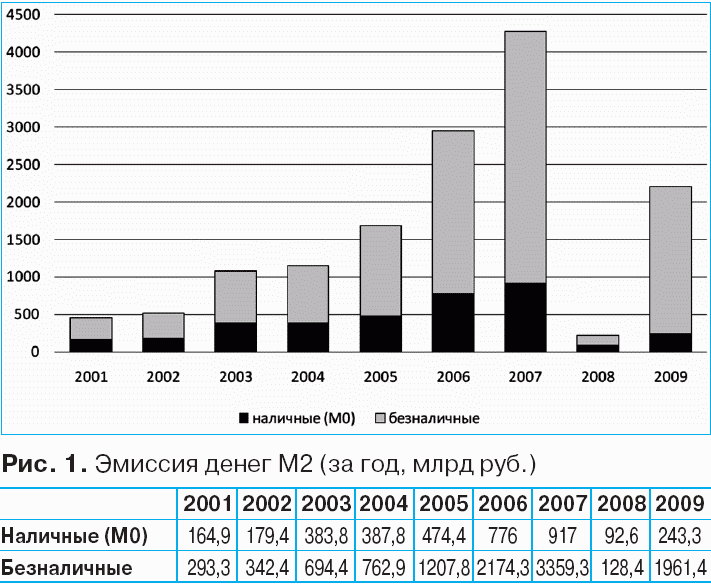 4500
4000
3500
3000
2500
2000
1500
1000
500
0
2001 2002 2003 2004 2005 2006 2007 2008 2009
наличные (М0) безналичные
Рис. 1. Эмиссия денег М2 (за год, млрд руб.)
2001 2002 2003 2004 2005 2006 2007 2008 2009
Наличные (М0) 164,9 179,4 383,8 387,8 474,4 776 917 92,6 243,3
Безналичные 293,3 342,4 694,4 762,9 1207,8 2174,3 3359,3 128,4 1961,4